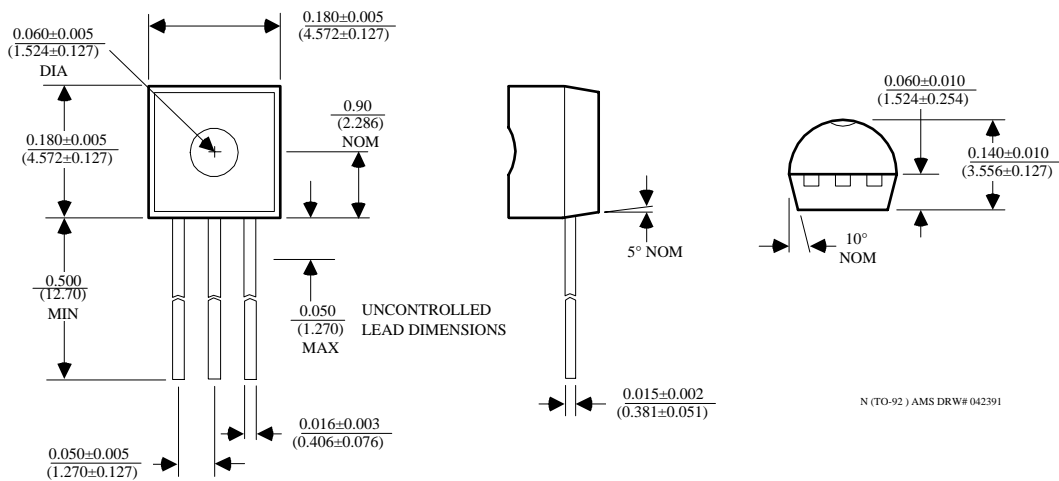 0.060±0.005
(1.524±0.127)
DIA
0.180±0.005
(4.572±0.127)
0.180±0.005
(4.572±0.127)
0.90
(2.286)
NOM
0.500
(12.70)
MIN
0.050
(1.270)
MAX
UNCONTROLLED
LEAD DIMENSIONS
0.016±0.003
(0.406±0.076)
0.050±0.005
(1.270±0.127)
5° NOM
0.015±0.002
(0.381±0.051)
0.060±0.010
(1.524±0.254)
0.140±0.010
(3.556±0.127)
10°
NOM
N (TO-92 ) AMS DRW# 042391